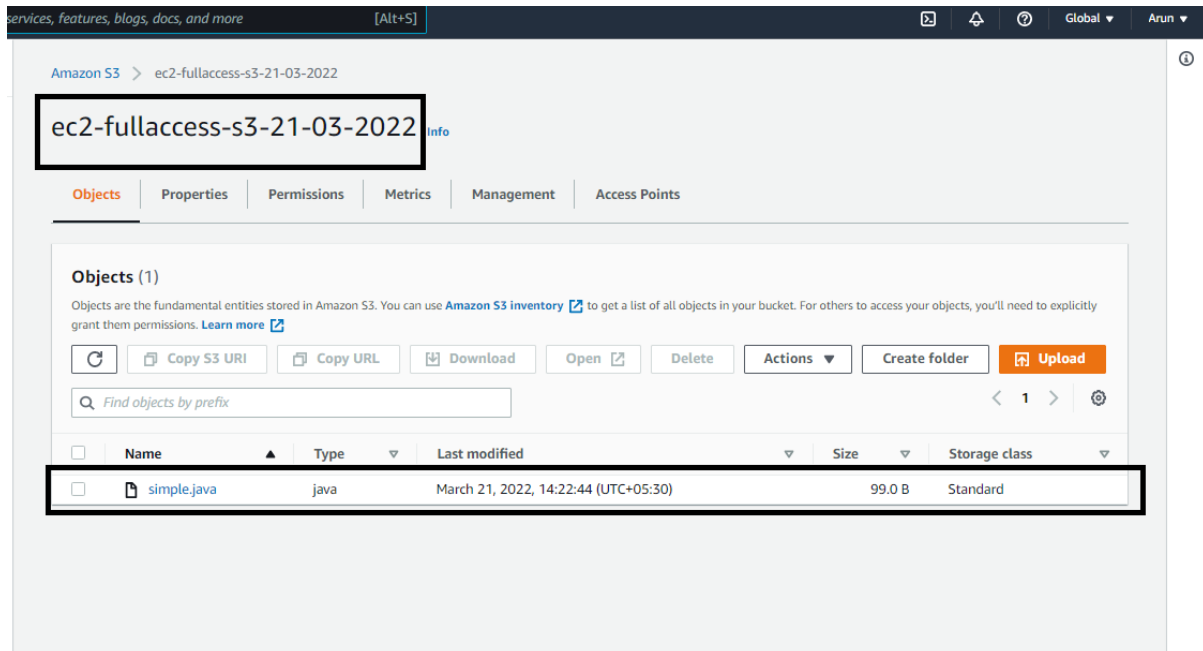 services, features, blogs, docs, and more [Alt+S] Global Arun
Amazon S3 > ec2-fullaccess-s3-21-03-2022
ec2-fullaccess-s3-21-03-2022 Info
Objects Properties Permissions Metrics Management Access Points
Objects (1)
Objects are the fundamental entities stored in Amazon S3. You can use Amazon S3 inventory to get a list of all objects in your bucket. For others to access your objects, you'll need to explicitly
grant them permissions. Learn more
Copy S3 URI Copy URL Download Open Delete Actions Create folder Upload
Find objects by prefix < 1 >
Name Type Last modified Size Storage class
simple.java java March 21, 2022, 14:22:44 (UTC+05:30) 99.0 B Standard